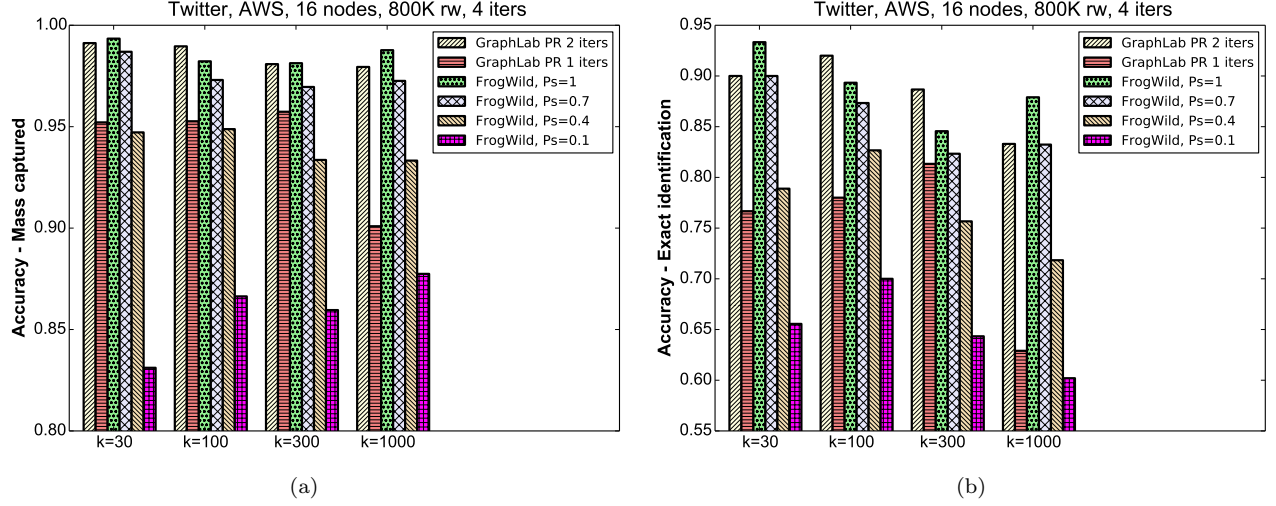 Twitter, AWS, 16 nodes, 800K rw, 4 iters
Accuracy - Mass captured
1.00
0.95
0.90
0.85
0.80
k=30 k=100 k=300 k=1000
GraphLab PR 2 iters
GraphLab PR 1 iters
FrogWild, Ps=1
FrogWild, Ps=0.7
FrogWild, Ps=0.4
FrogWild, Ps=0.1
(a)
Twitter, AWS, 16 nodes, 800K rw, 4 iters
Accuracy - Exact identification
0.95
0.90
0.85
0.80
0.75
0.70
0.65
0.60
0.55
k=30 k=100 k=300 k=1000
GraphLab PR 2 iters
GraphLab PR 1 iters
FrogWild, Ps=1
FrogWild, Ps=0.7
FrogWild, Ps=0.4
FrogWild, Ps=0.1
(b)